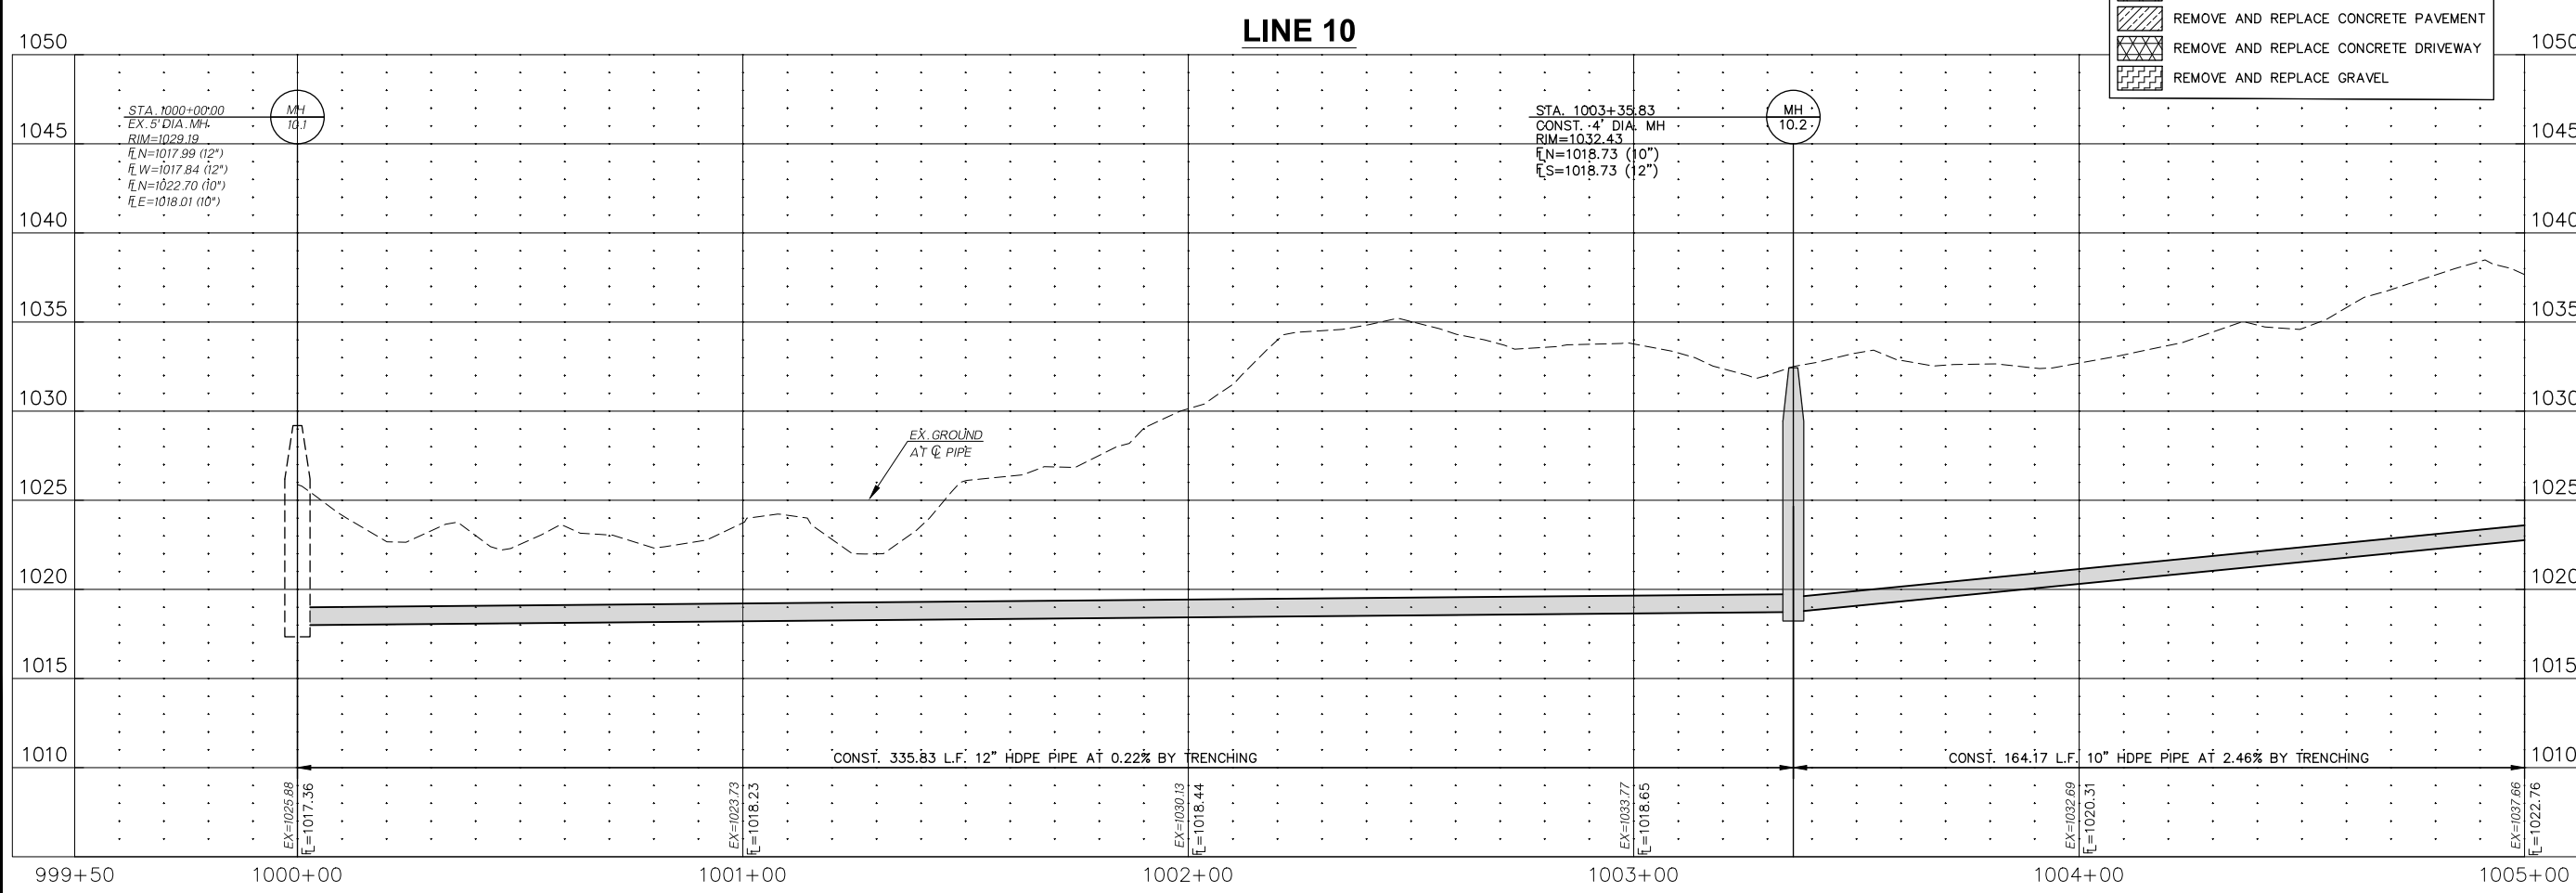 LINE 10
REMOVE AND REPLACE CONCRETE PAVEMENT
REMOVE AND REPLACE CONCRETE DRIVEWAY
REMOVE AND REPLACE GRAVEL
1050
1045
1040
1035
1030
1025
1020
1015
1010
STA. 1000+00.00
EX. 5' DIA. MH
RIM=1029.19
FL N=1017.99 (12")
FL W=1017.84 (12")
FL N=1022.70 (10")
FL E=1018.01 (10")
MH
10.1
EX. GROUND
AT CL PIPE
STA. 1003+35.83
CONST. 4' DIA. MH
RIM=1032.43
FL N=1018.73 (10")
FL S=1018.73 (12")
MH
10.2
1050
1045
1040
1035
1030
1025
1020
1015
1010
CONST. 335.83 L.F. 12" HDPE PIPE AT 0.22% BY TRENCHING
CONST. 164.17 L.F. 10" HDPE PIPE AT 2.46% BY TRENCHING
EX=1025.88
FL=1017.36
EX=1023.73
FL=1018.23
EX=1030.13
FL=1018.44
EX=1033.77
FL=1018.65
EX=1032.69
FL=1020.31
EX=1037.66
FL=1022.76
999+50
1000+00
1001+00
1002+00
1003+00
1004+00
1005+00